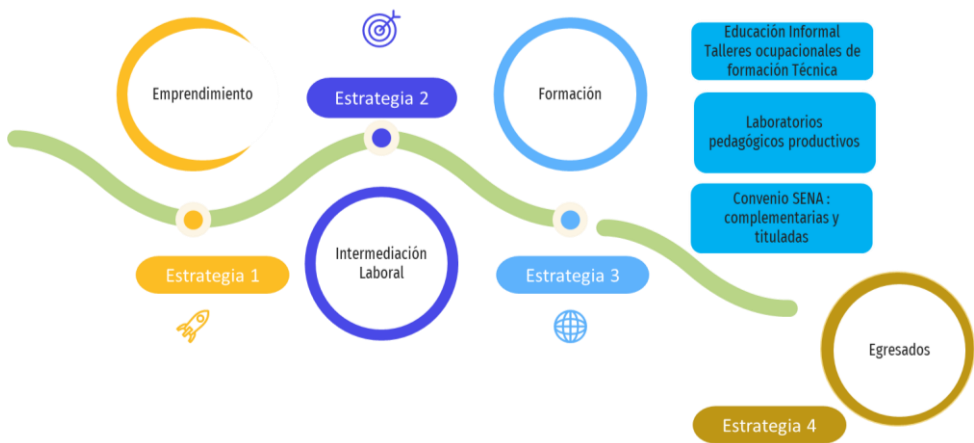 Emprendimiento
Estrategia 1
Estrategia 2
Intermediación
Laboral
Formación
Estrategia 3
Educación Informal
Talleres ocupacionales de
formación Técnica
Laboratorios
pedagógicos productivos
Convenio SENA :
complementarias y
tituladas
Egresados
Estrategia 4